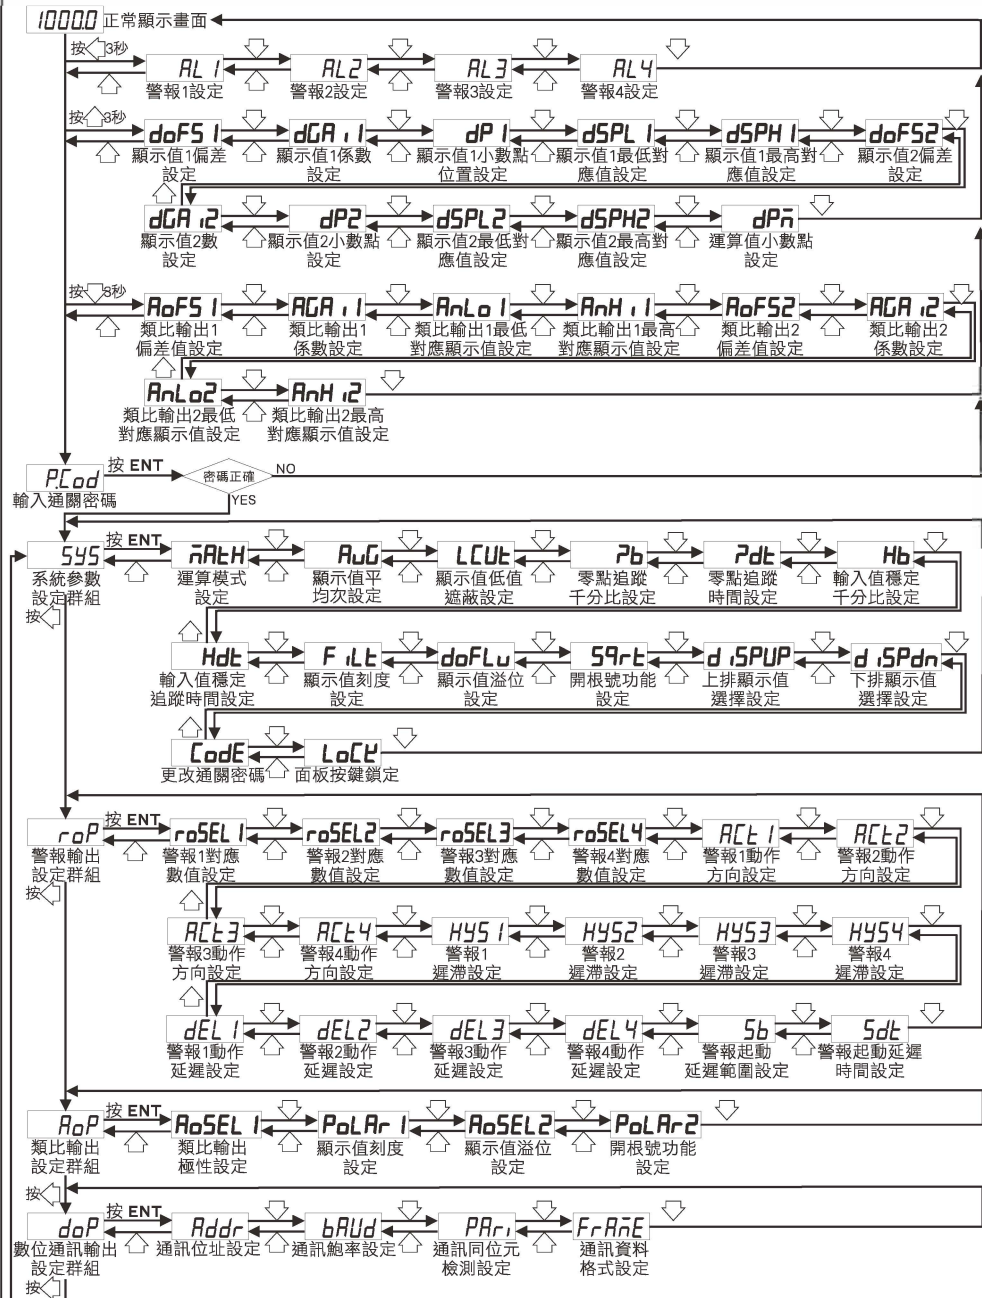 1000.0 正常顯示畫面
按 3秒
AL1 AL2 AL3 AL4
警報1設定 警報2設定 警報3設定 警報4設定
按 3秒
doFS1 dGAi1 dP1 dSPL1 dSPH1 doFS2
顯示值1偏差 顯示值1係數 顯示值1小數點 顯示值1最低對 顯示值1最高對 顯示值2偏差
設定 設定 位置設定 應值設定 應值設定 設定
dGAi2 dP2 dSPL2 dSPH2 dPm
顯示值2數 顯示值2小數點 顯示值2最低對 顯示值2最高對 運算值小數點
設定 設定 應值設定 應值設定 設定
按 3秒
AoFS1 AGAi1 AnLo1 AnHi1 AoFS2 AGAi2
類比輸出1 類比輸出1 類比輸出1最低 類比輸出1最高 類比輸出2 類比輸出2
偏差值設定 係數設定 對應顯示值設定 對應顯示值設定 偏差值設定 係數設定
AnLo2 AnHi2
類比輸出2最低 類比輸出2最高
對應顯示值設定 對應顯示值設定
P.Cod 按 ENT 密碼正確 NO
輸入通關密碼
YES
SYS 按 ENT mAtH AvG LCUt Zb Zdt Hb
系統參數 運算模式 顯示值平 顯示值低值 零點追蹤 零點追蹤 輸入值穩定
設定群組 設定 均次設定 遮蔽設定 千分比設定 時間設定 千分比設定
按
Hdt FiLt doFLv Sqrt diSPUP diSPdn
輸入值穩定 顯示值刻度 顯示值溢位 開根號功能 上排顯示值 下排顯示值
追蹤時間設定 設定 設定 設定 選擇設定 選擇設定
CodE LoCK
更改通關密碼 面板按鍵鎖定
roP 按 ENT roSEL1 roSEL2 roSEL3 roSEL4 ACt1 ACt2
警報輸出 警報1對應 警報2對應 警報3對應 警報4對應 警報1動作 警報2動作
設定群組 數值設定 數值設定 數值設定 數值設定 方向設定 方向設定
按
ACt3 ACt4 HYS1 HYS2 HYS3 HYS4
警報3動作 警報4動作 警報1 警報2 警報3 警報4
方向設定 方向設定 遲滯設定 遲滯設定 遲滯設定 遲滯設定
dEL1 dEL2 dEL3 dEL4 Sb Sdt
警報1動作 警報2動作 警報3動作 警報4動作 警報起動 警報起動延遲
延遲設定 延遲設定 延遲設定 延遲設定 延遲範圍設定 時間設定
AoP 按 ENT AoSEL1 PoLAr1 AoSEL2 PoLAr2
類比輸出 類比輸出 顯示值刻度 顯示值溢位 開根號功能
設定群組 極性設定 設定 設定 設定
按
doP 按 ENT Addr bAUd PAri FrAmE
數位通訊輸出 通訊位址設定 通訊鮑率設定 通訊同位元 通訊資料
設定群組 檢測設定 格式設定
按